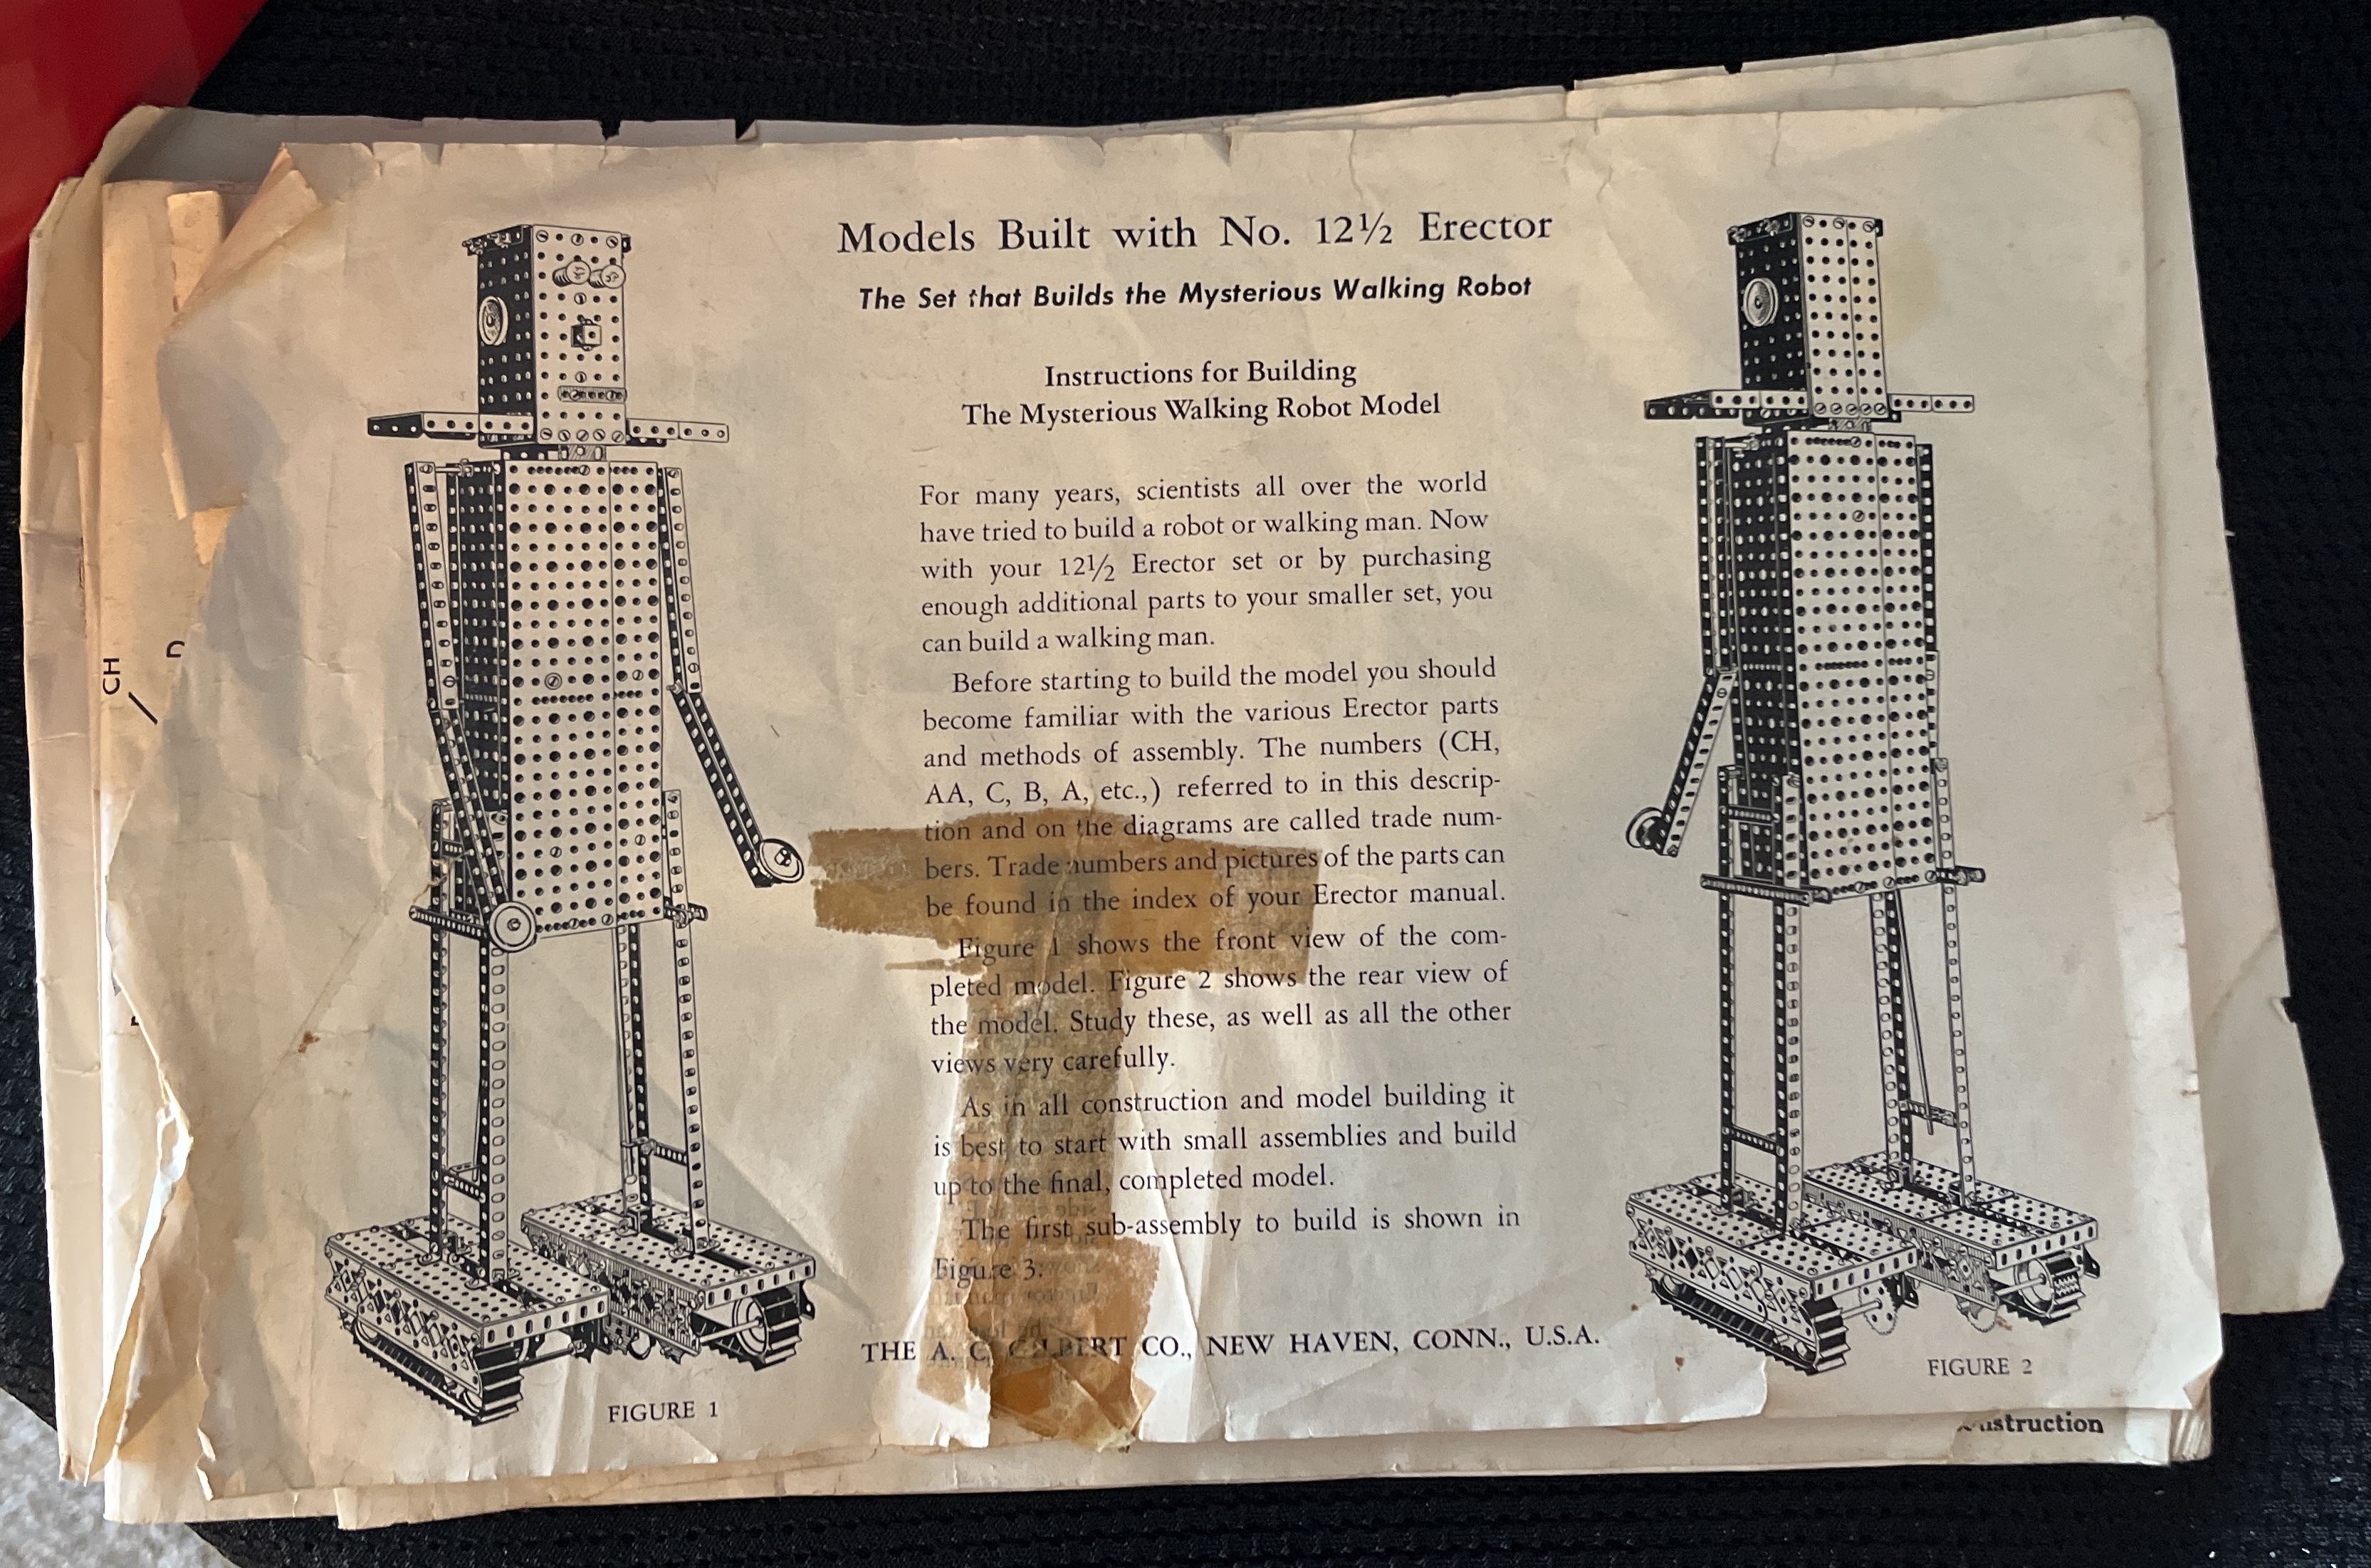 Models Built with No. 12½ Erector
The Set that Builds the Mysterious Walking Robot
Instructions for Building
The Mysterious Walking Robot Model
For many years, scientists all over the world
have tried to build a robot or walking man. Now
with your 12½ Erector set or by purchasing
enough additional parts to your smaller set, you
can build a walking man.
Before starting to build the model you should
become familiar with the various Erector parts
and methods of assembly. The numbers (CH,
AA, C, B, A, etc.,) referred to in this descrip-
tion and on the diagrams are called trade num-
bers. Trade numbers and pictures of the parts can
be found in the index of your Erector manual.
Figure 1 shows the front view of the com-
pleted model. Figure 2 shows the rear view of
the model. Study these, as well as all the other
views very carefully.
As in all construction and model building it
is best to start with small assemblies and build
up to the final, completed model.
The first sub-assembly to build is shown in
Figure 3.
THE A. C. GILBERT CO., NEW HAVEN, CONN., U.S.A.
FIGURE 1
FIGURE 2
CH
struction